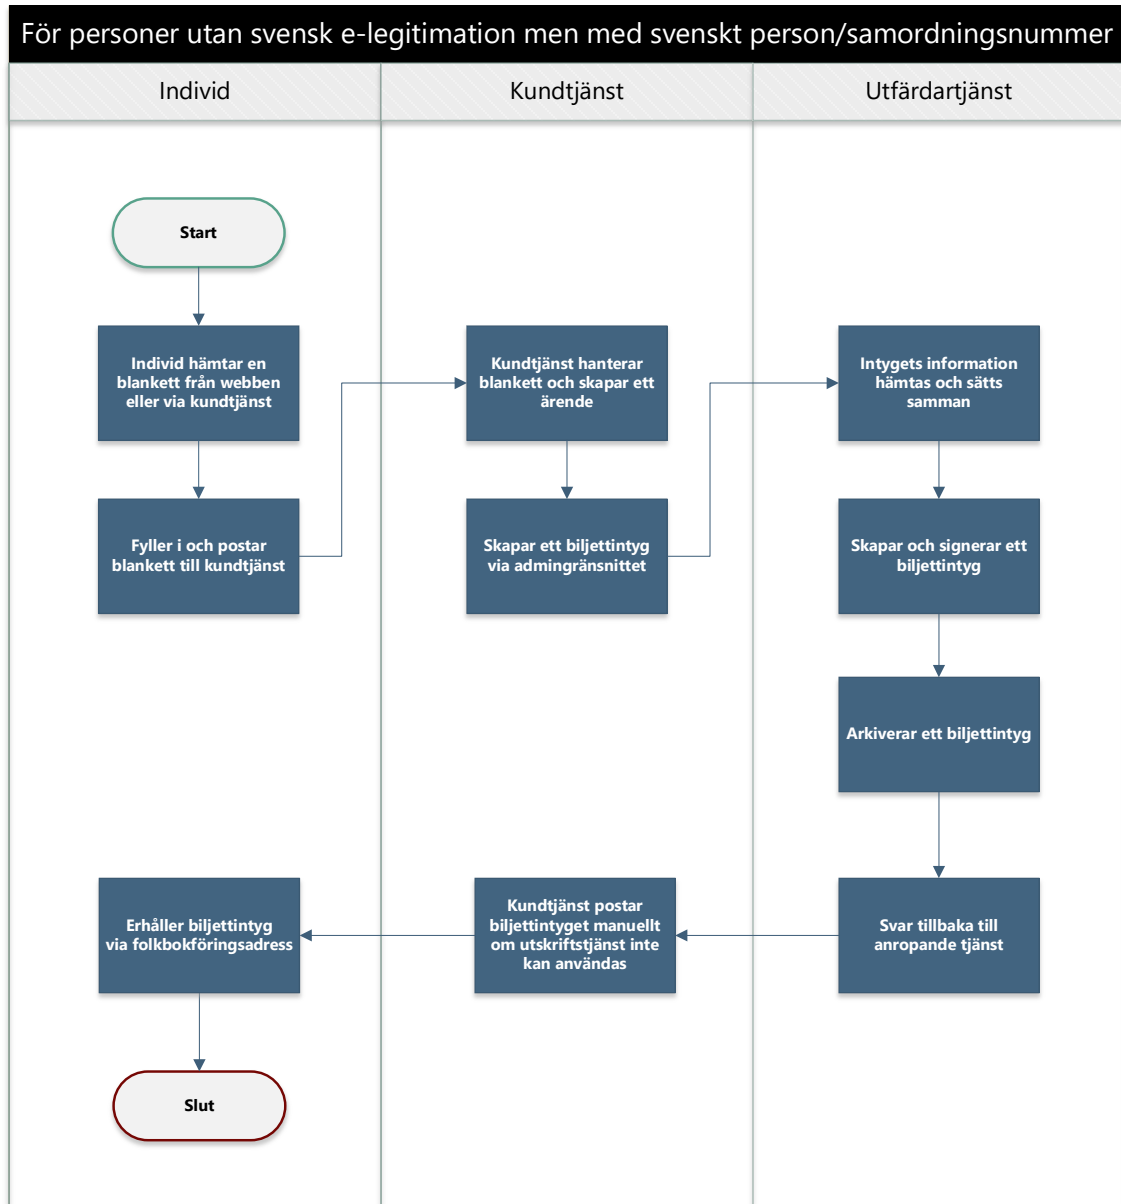 För personer utan svensk e-legitimation men med svenskt person/samordningsnummer
Individ
Kundtjänst
Utfärdartjänst
Start
Individ hämtar en
blankett från webben
eller via kundtjänst
Kundtjänst hanterar
blankett och skapar ett
ärende
Intygets information
hämtas och sätts
samman
Fyller i och postar
blankett till kundtjänst
Skapar ett biljettintyg
via admingränsnittet
Skapar och signerar ett
biljettintyg
Arkiverar ett biljettintyg
Erhåller biljettintyg
via folkbokföringsadress
Kundtjänst postar
biljettintyget manuellt
om utskriftstjänst inte
kan användas
Svar tillbaka till
anropande tjänst
Slut